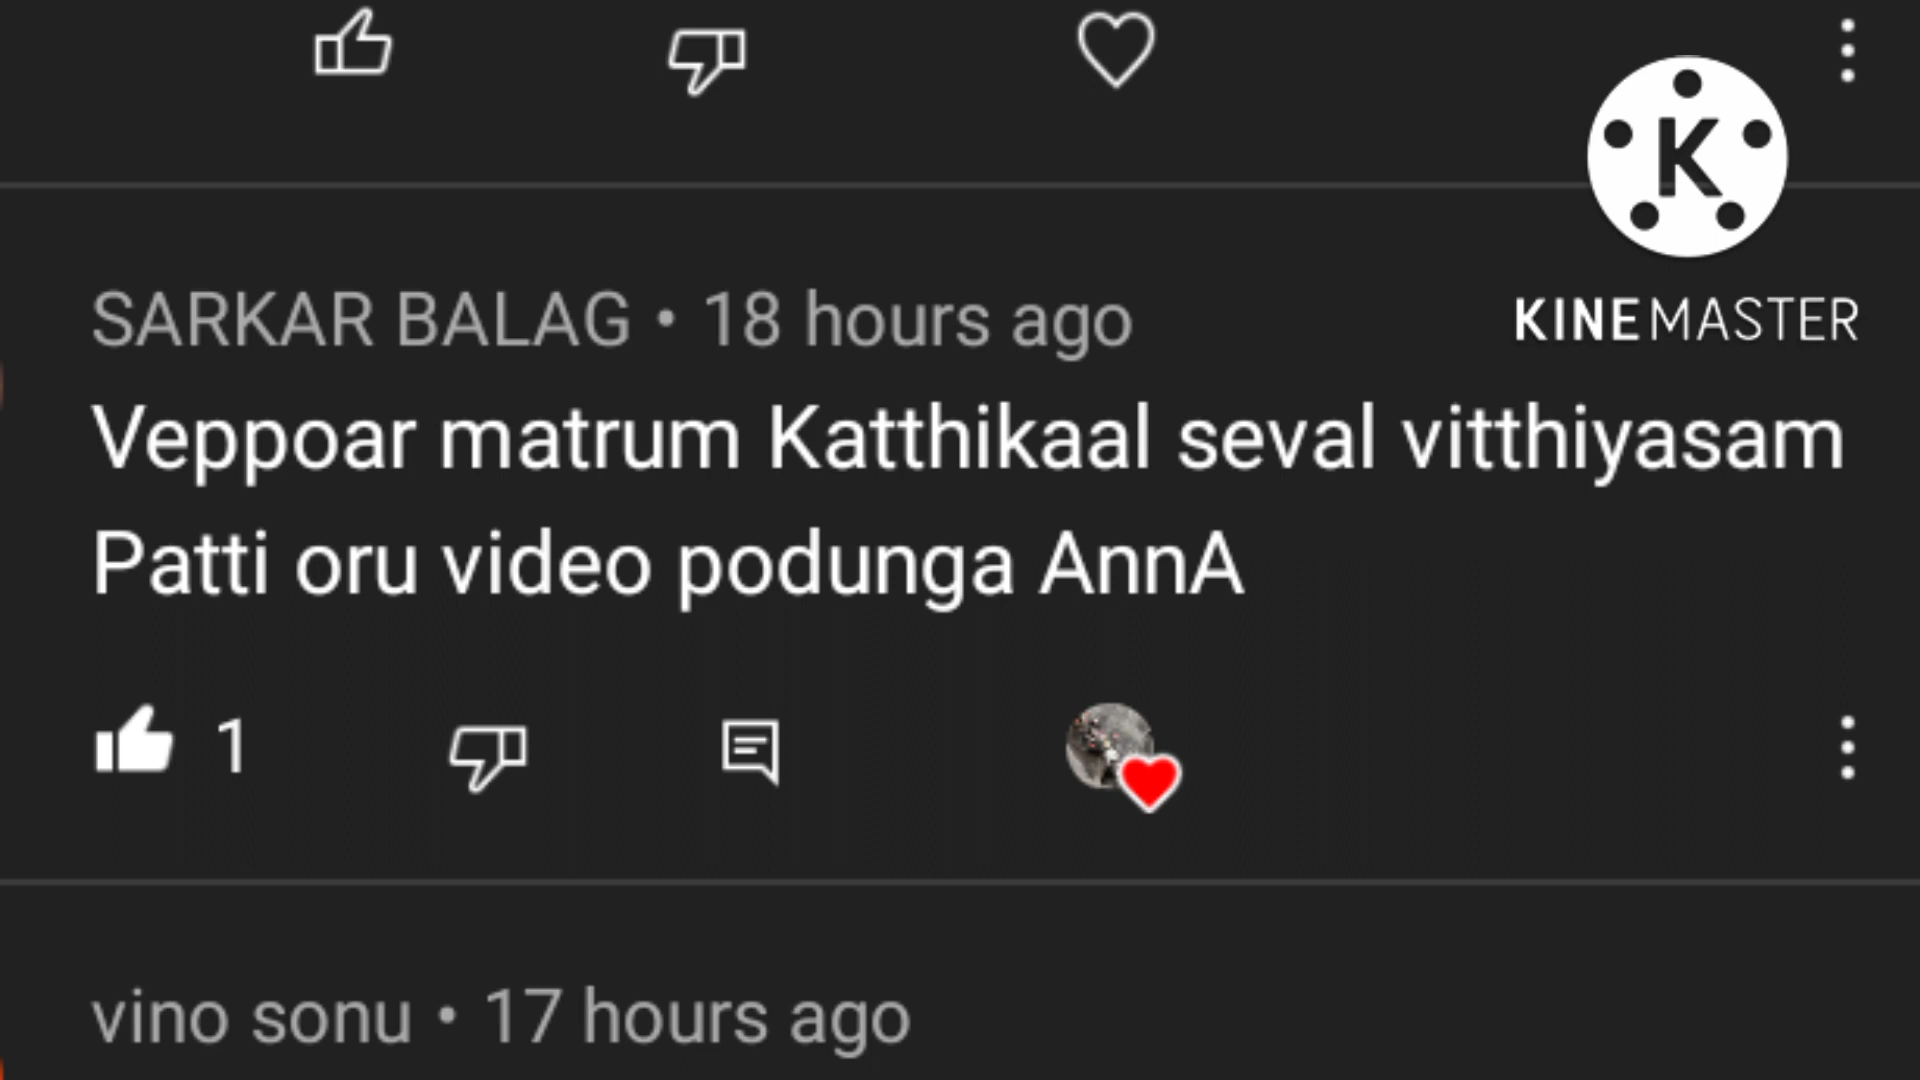 K
KINEMASTER
SARKAR BALAG • 18 hours ago
Veppoar matrum Katthikaal seval vitthiyasam
Patti oru video podunga AnnA
1
vino sonu • 17 hours ago